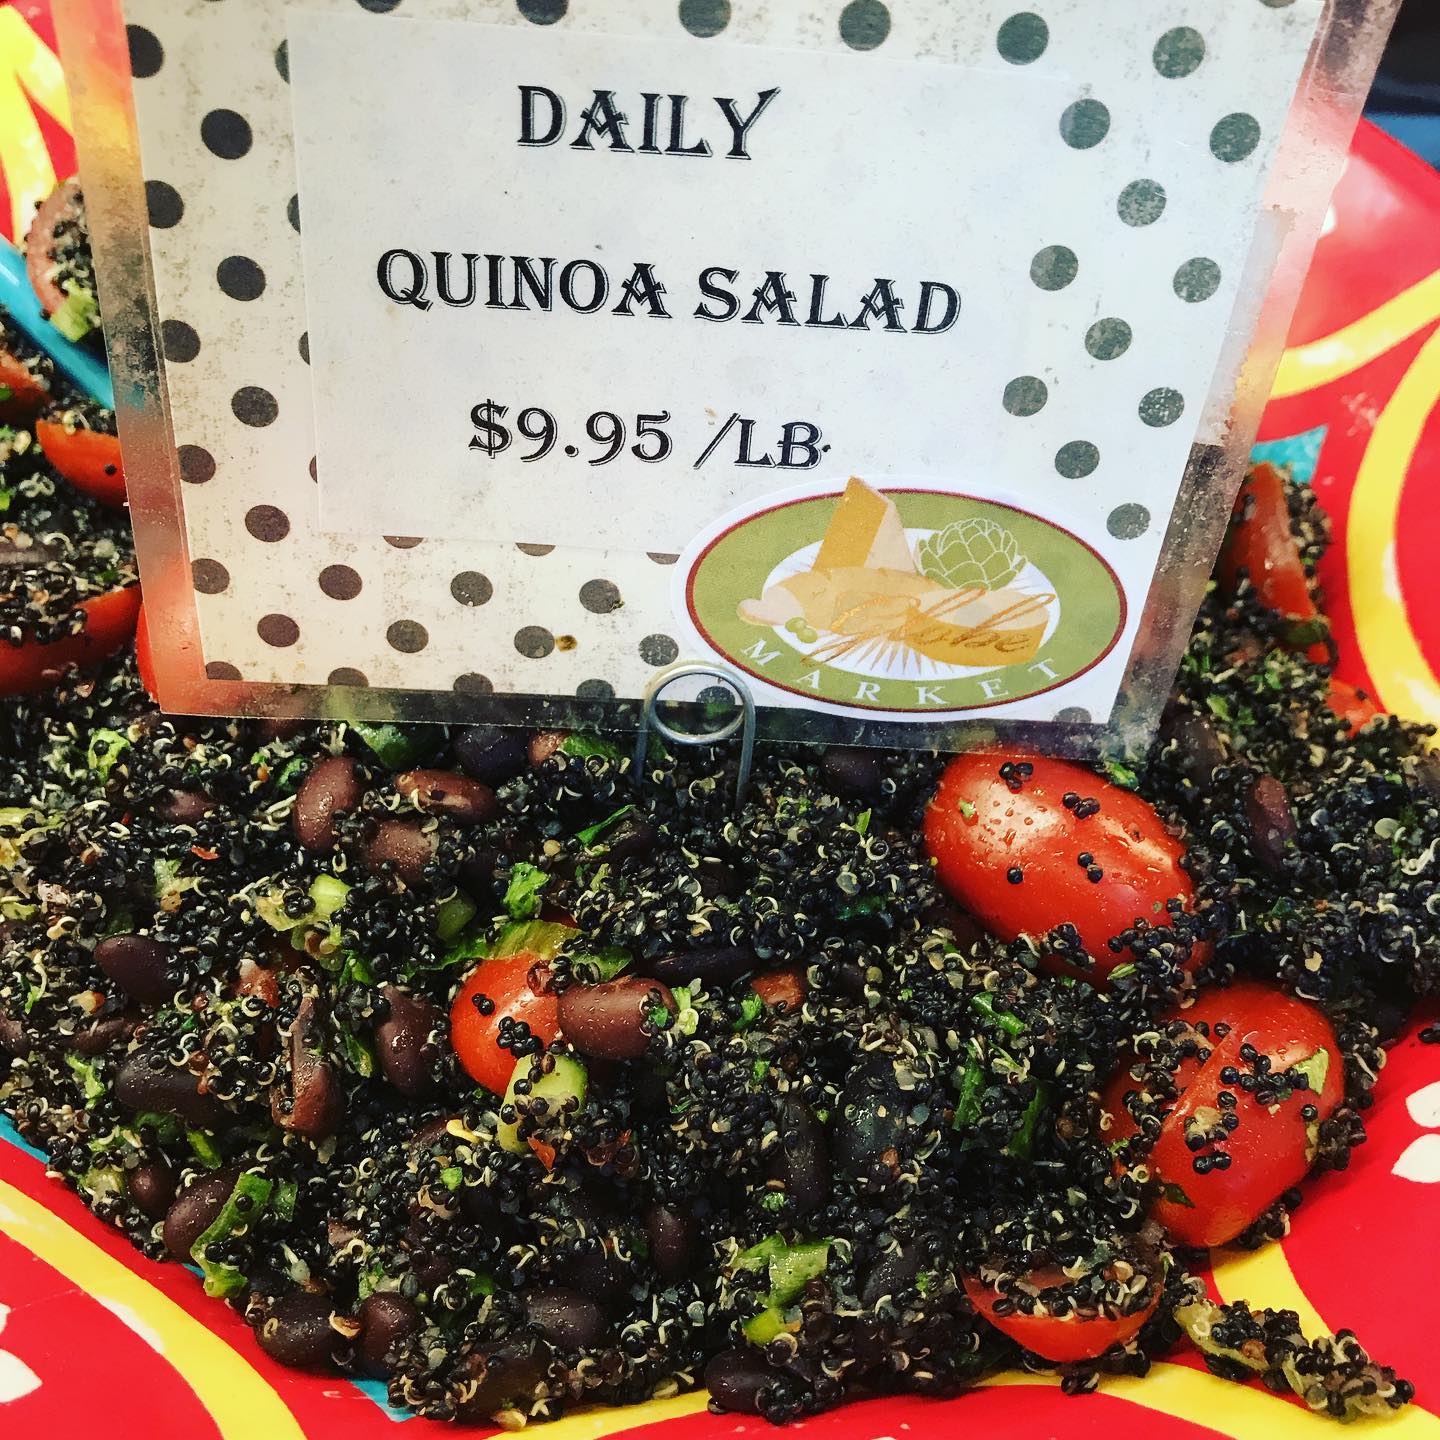 DAILY
QUINOA SALAD
$9.95 /LB.
Globe
MARKET